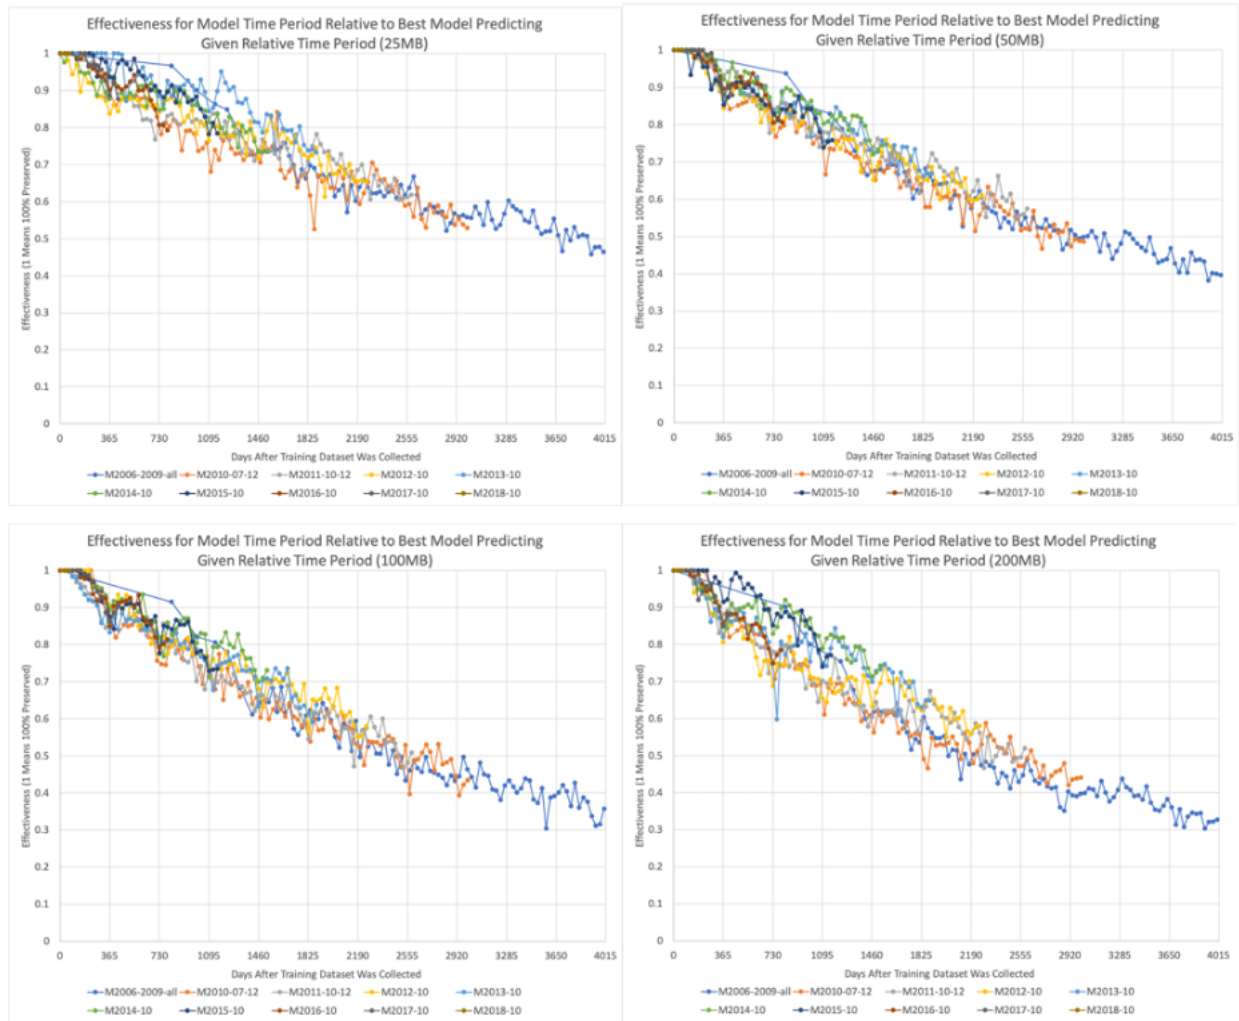 Effectiveness for Model Time Period Relative to Best Model Predicting
Given Relative Time Period (25MB)
Effectiveness (1 Means 100% Preserved)
1
0.9
0.8
0.7
0.6
0.5
0.4
0.3
0.2
0.1
0
0 365 730 1095 1460 1825 2190 2555 2920 3285 3650 4015
Days After Training Dataset Was Collected
M2006-2009-all M2010-07-12 M2011-10-12 M2012-10 M2013-10
M2014-10 M2015-10 M2016-10 M2017-10 M2018-10
Effectiveness for Model Time Period Relative to Best Model Predicting
Given Relative Time Period (50MB)
Effectiveness (1 Means 100% Preserved)
1
0.9
0.8
0.7
0.6
0.5
0.4
0.3
0.2
0.1
0
0 365 730 1095 1460 1825 2190 2555 2920 3285 3650 4015
Days After Training Dataset Was Collected
M2006-2009-all M2010-07-12 M2011-10-12 M2012-10 M2013-10
M2014-10 M2015-10 M2016-10 M2017-10 M2018-10
Effectiveness for Model Time Period Relative to Best Model Predicting
Given Relative Time Period (100MB)
Effectiveness (1 Means 100% Preserved)
1
0.9
0.8
0.7
0.6
0.5
0.4
0.3
0.2
0.1
0
0 365 730 1095 1460 1825 2190 2555 2920 3285 3650 4015
Days After Training Dataset Was Collected
M2006-2009-all M2010-07-12 M2011-10-12 M2012-10 M2013-10
M2014-10 M2015-10 M2016-10 M2017-10 M2018-10
Effectiveness for Model Time Period Relative to Best Model Predicting
Given Relative Time Period (200MB)
Effectiveness (1 Means 100% Preserved)
1
0.9
0.8
0.7
0.6
0.5
0.4
0.3
0.2
0.1
0
0 365 730 1095 1460 1825 2190 2555 2920 3285 3650 4015
Days After Training Dataset Was Collected
M2006-2009-all M2010-07-12 M2011-10-12 M2012-10 M2013-10
M2014-10 M2015-10 M2016-10 M2017-10 M2018-10